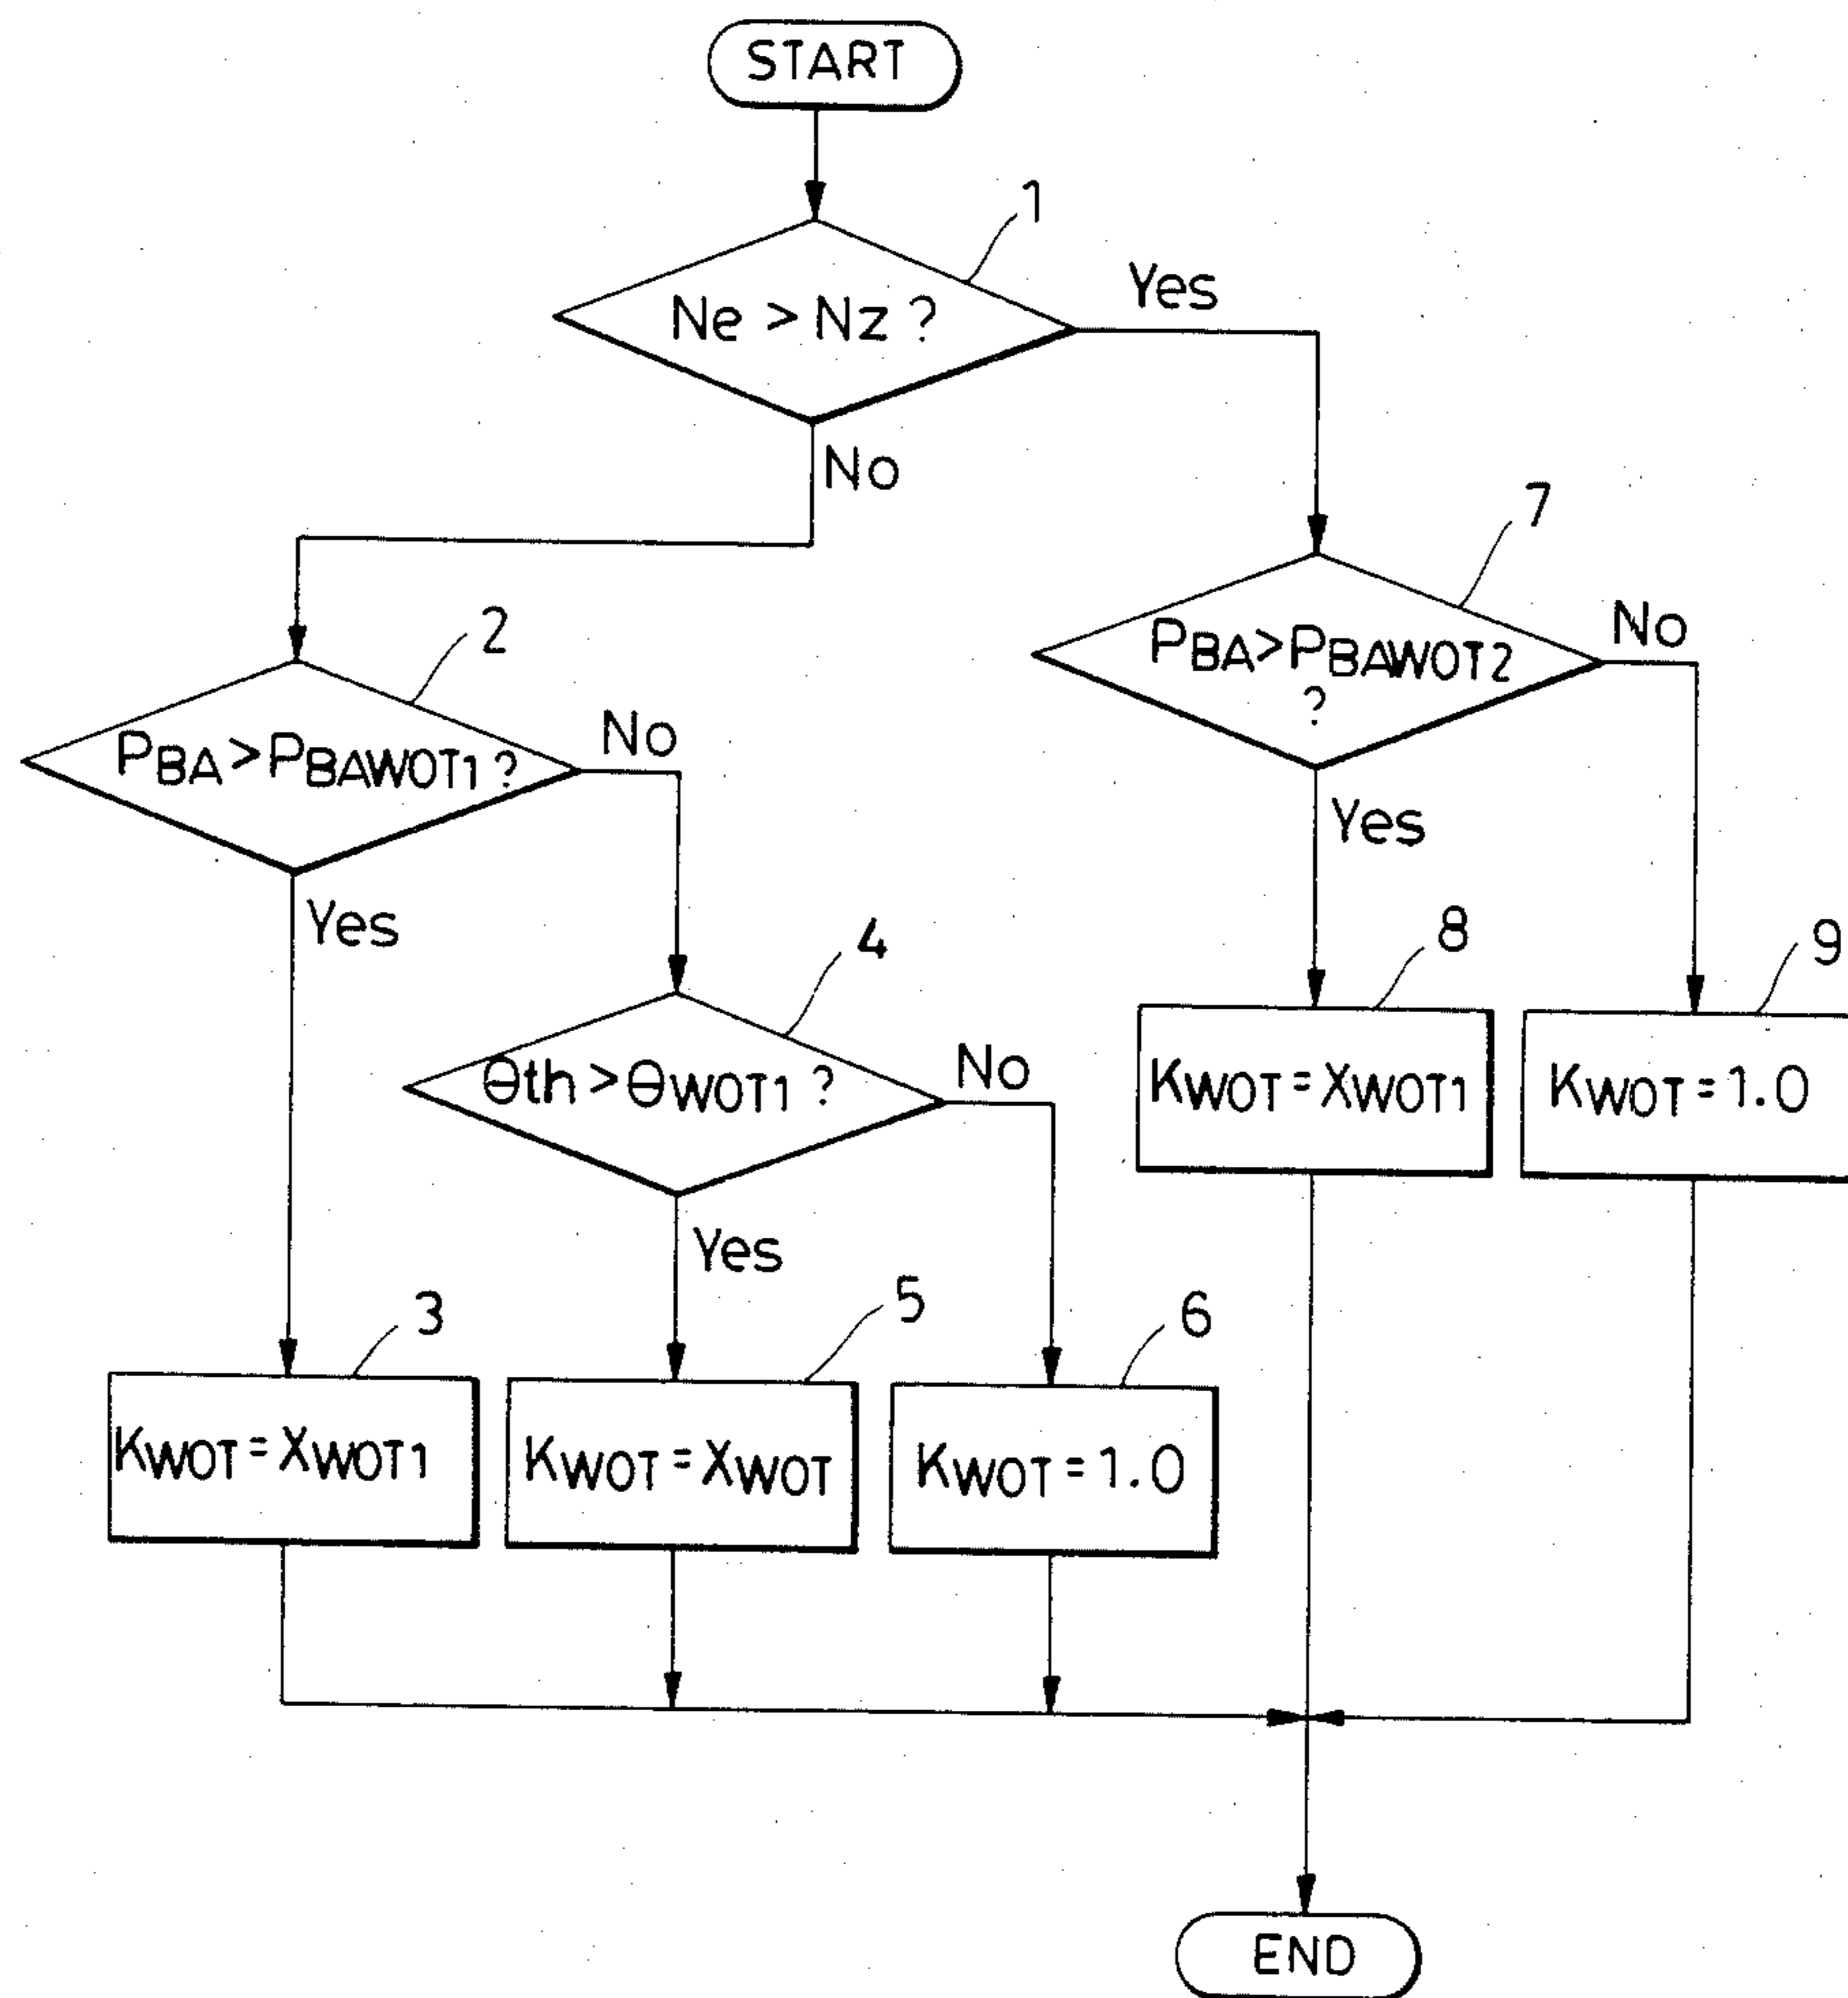 START
1
Ne > Nz ?
Yes
No
7
2
PBA>PBAWOT2
?
No
PBA>PBAWOT1 ?
No
Yes
Yes
4
8
9
θth > θWOT1 ?
No
KWOT=XWOT1
KWOT=1.0
Yes
3
5
6
KWOT=XWOT1
KWOT=XWOT
KWOT=1.0
END